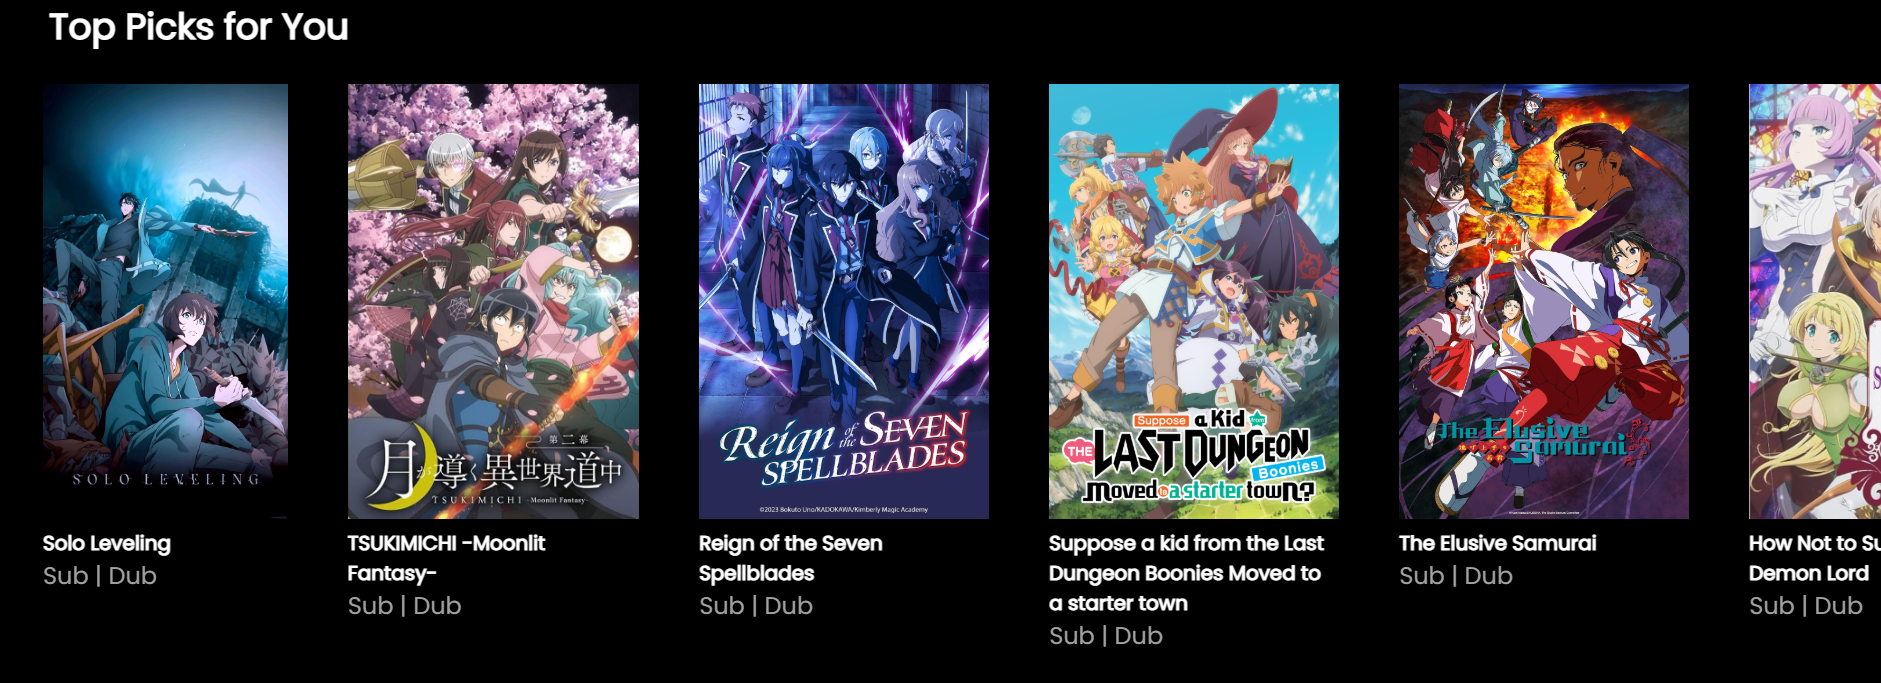 Top Picks for You
SOLO LEVELING
第二幕
月が導く異世界道中
TSUKIMICHI -Moonlit Fantasy-
Reign of the SEVEN
SPELLBLADES
©2023 Bokuto Uno/KADOKAWA/Kimberly Magic Academy
Suppose a Kid from
THE LAST DUNGEON
Boonies
moved to a starter town?
The Elusive
Samurai
S
Solo Leveling
Sub | Dub
TSUKIMICHI -Moonlit
Fantasy-
Sub | Dub
Reign of the Seven
Spellblades
Sub | Dub
Suppose a kid from the Last
Dungeon Boonies Moved to
a starter town
Sub | Dub
The Elusive Samurai
Sub | Dub
How Not to Su
Demon Lord
Sub | Dub